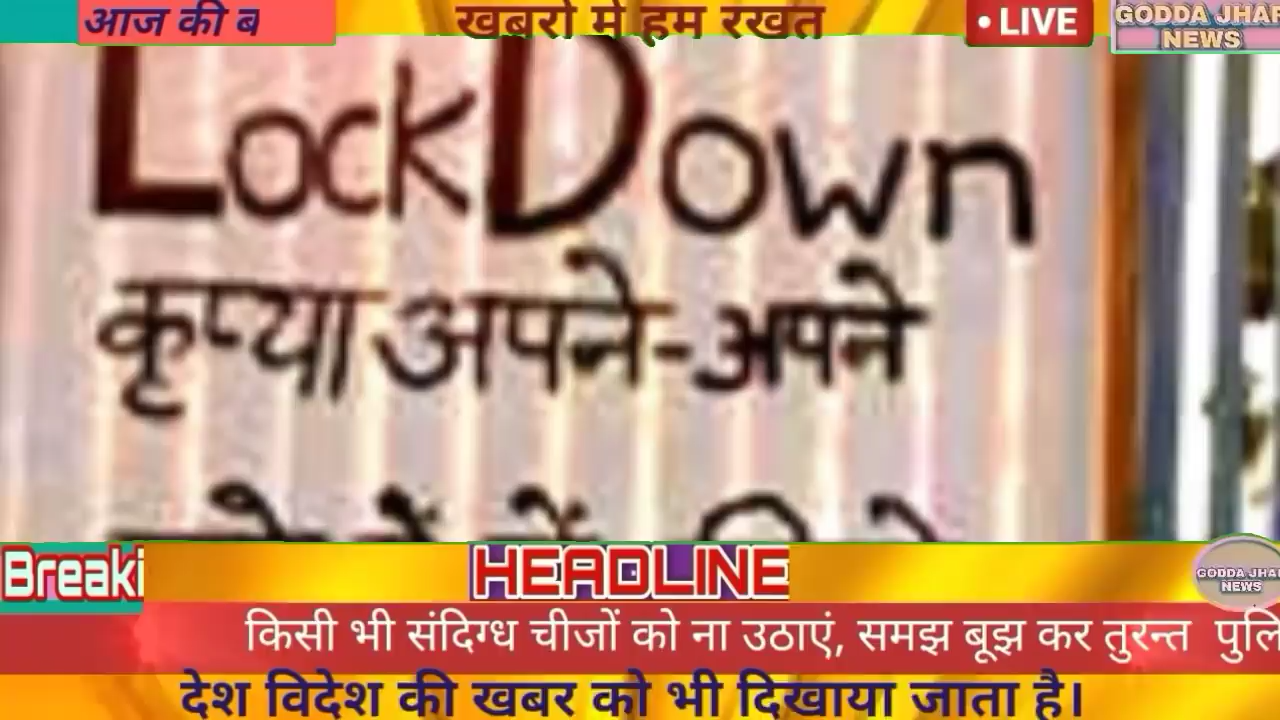 आज की ब
खबरों में हम रखत
• LIVE
GODDA JHAR
NEWS
LockDown
कृप्या अपने-अपने
Breaki
HEADLINE
GODDA JHAR
NEWS
किसी भी संदिग्ध चीजों को ना उठाएं, समझ बूझ कर तुरन्त पुलि
देश विदेश की खबर को भी दिखाया जाता है।